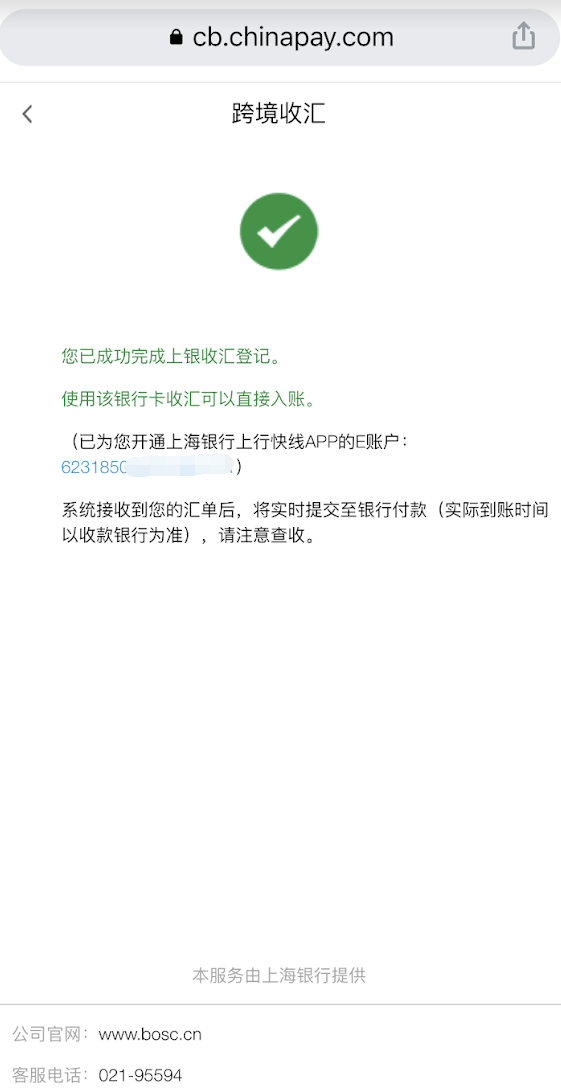 cb.chinapay.com
跨境收汇
您已成功完成上银收汇登记。
使用该银行卡收汇可以直接入账。
（已为您开通上海银行上行快线APP的E账户：
623185）
系统接收到您的汇单后，将实时提交至银行付款（实际到账时间
以收款银行为准），请注意查收。
本服务由上海银行提供
公司官网：www.bosc.cn
客服电话：021-95594